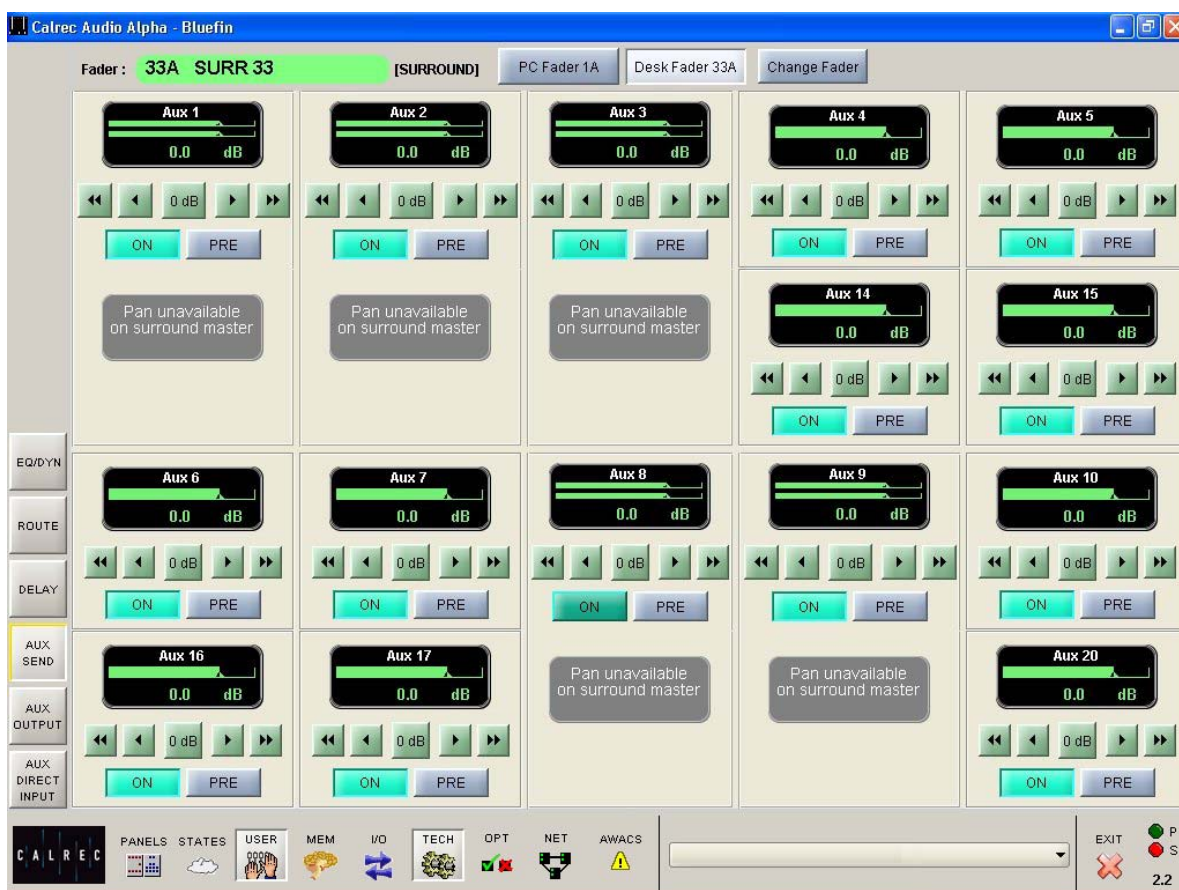 Calrec Audio Alpha - Bluefin
Fader : 33A SURR 33 [SURROUND] PC Fader 1A Desk Fader 33A Change Fader
Aux 1 Aux 2 Aux 3 Aux 4 Aux 5
0.0 dB 0.0 dB 0.0 dB 0.0 dB 0.0 dB
0 dB 0 dB 0 dB 0 dB 0 dB
ON PRE ON PRE ON PRE ON PRE ON PRE
Pan unavailable on surround master
Pan unavailable on surround master
Pan unavailable on surround master
Aux 14 Aux 15
0.0 dB 0.0 dB
0 dB 0 dB
ON PRE ON PRE
EQ/DYN
ROUTE
DELAY
AUX SEND
AUX OUTPUT
AUX DIRECT INPUT
Aux 6 Aux 7 Aux 8 Aux 9 Aux 10
0.0 dB 0.0 dB 0.0 dB 0.0 dB 0.0 dB
0 dB 0 dB 0 dB 0 dB 0 dB
ON PRE ON PRE ON PRE ON PRE ON PRE
Aux 16 Aux 17
0.0 dB 0.0 dB
0 dB 0 dB
ON PRE ON PRE
Pan unavailable on surround master
Pan unavailable on surround master
Aux 20
0.0 dB
0 dB
ON PRE
CALREC PANELS STATES USER MEM I/O TECH OPT NET AWACS EXIT P
S
2.2